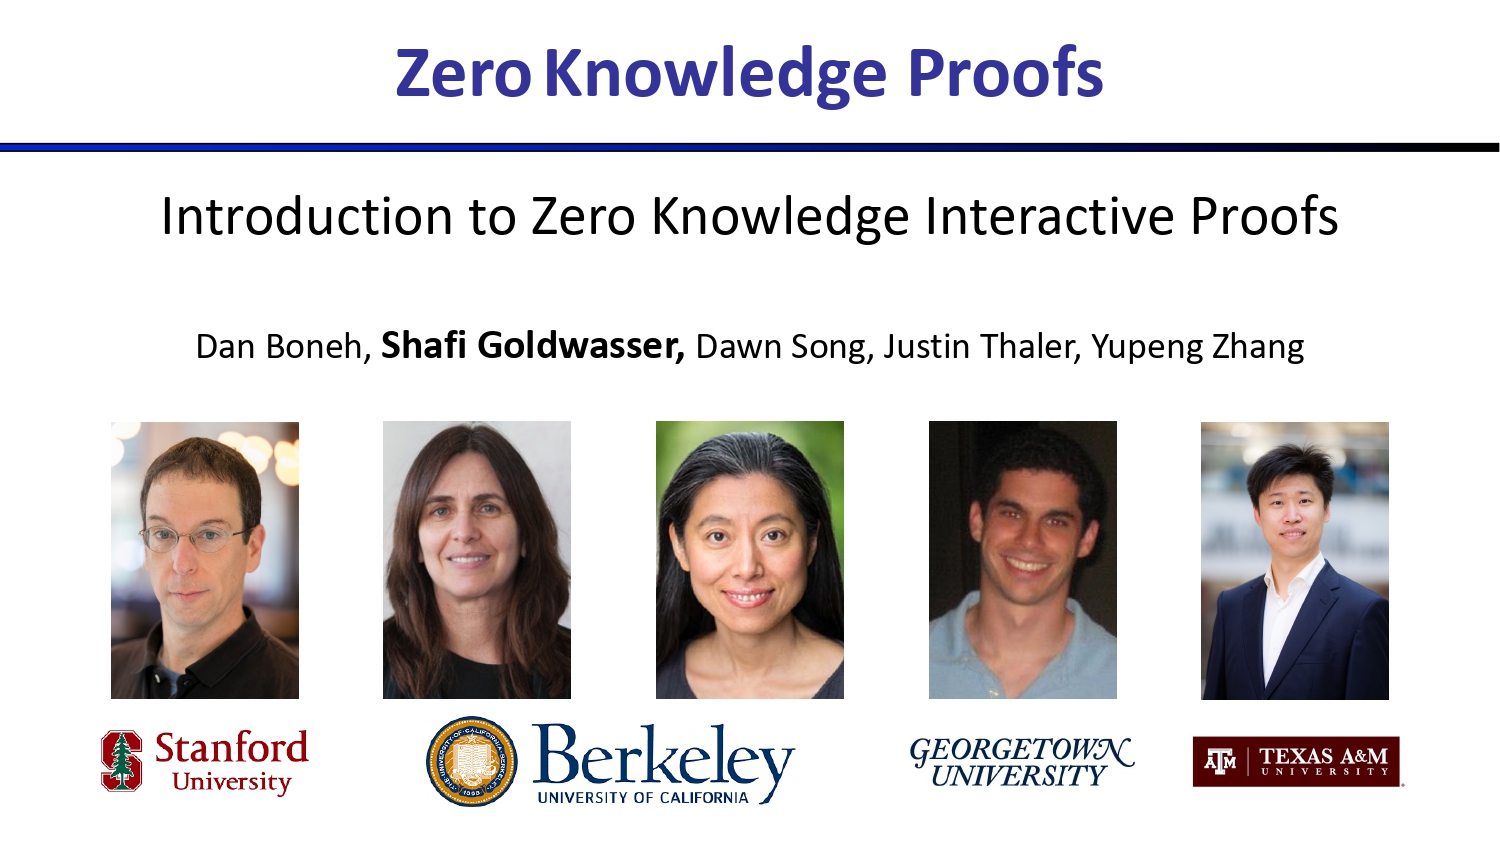 Zero Knowledge Proofs
Introduction to Zero Knowledge Interactive Proofs
Dan Boneh, Shafi Goldwasser, Dawn Song, Justin Thaler, Yupeng Zhang
Stanford
University
Berkeley
UNIVERSITY OF CALIFORNIA
GEORGETOWN
UNIVERSITY
TEXAS A&M
UNIVERSITY